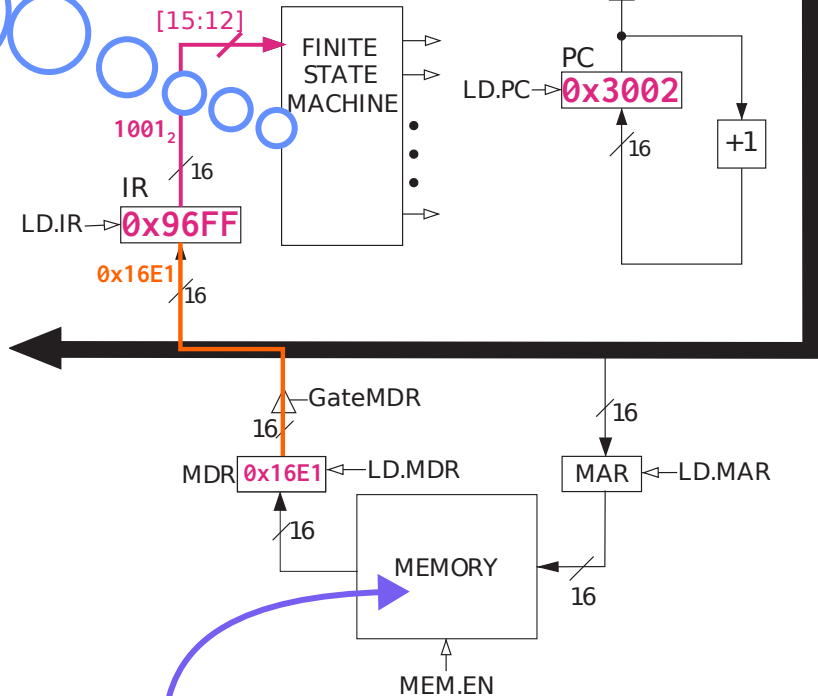 [15:12]
FINITE
STATE
MACHINE
PC
LD.PC
0x3002
+1
16
1001₂
16
IR
LD.IR
0x96FF
0x16E1
16
GateMDR
16
16
MDR
0x16E1
LD.MDR
MAR
LD.MAR
16
MEMORY
16
MEM.EN